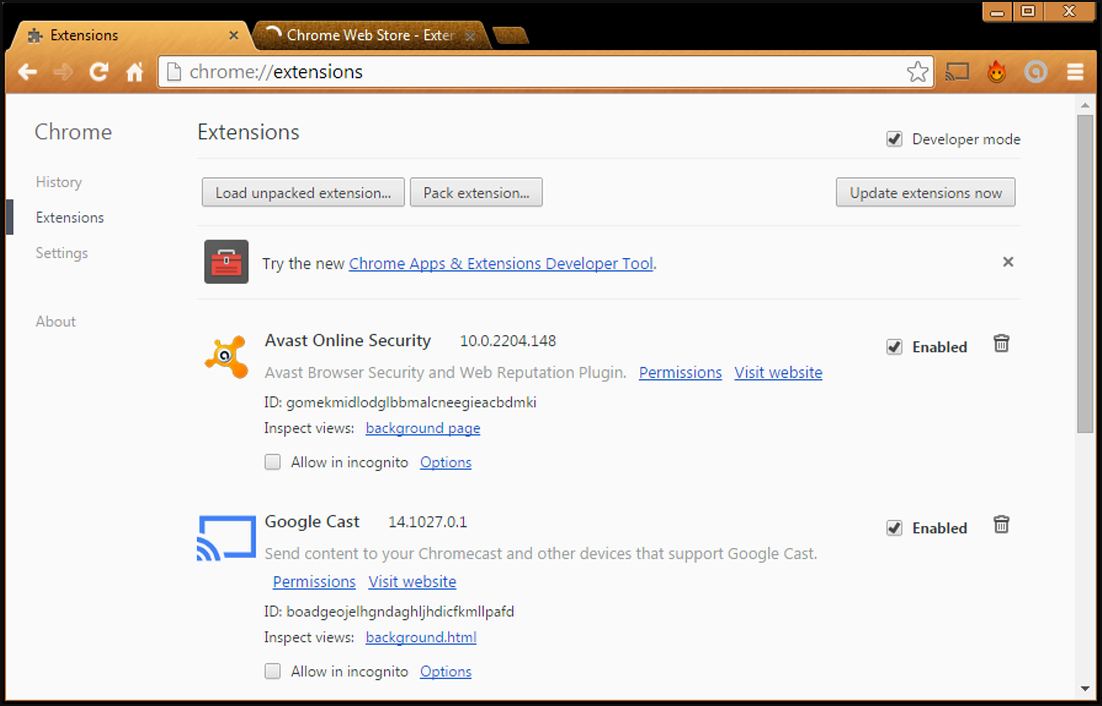 Extensions
Chrome Web Store - Exter
chrome://extensions
Chrome
Extensions
Developer mode
History
Extensions
Settings
About
Load unpacked extension...
Pack extension...
Update extensions now
Try the new Chrome Apps & Extensions Developer Tool.
Avast Online Security 10.0.2204.148
Enabled
Avast Browser Security and Web Reputation Plugin. Permissions Visit website
ID: gomekmidlodglbbmalcneegieacbdmki
Inspect views: background page
Allow in incognito Options
Google Cast 14.1027.0.1
Enabled
Send content to your Chromecast and other devices that support Google Cast.
Permissions Visit website
ID: boadgeojelhgndaghljhdicfkmllpafd
Inspect views: background.html
Allow in incognito Options